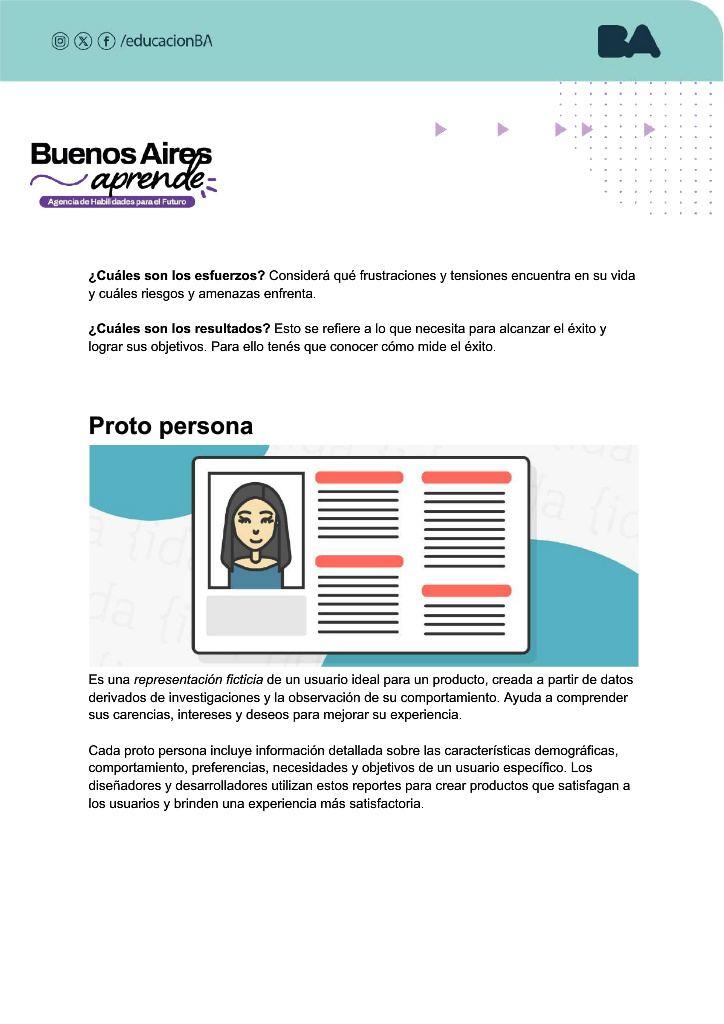 /educacionBA
BA
Buenos Aires
aprende
Agencia de Habilidades para el Futuro
¿Cuáles son los esfuerzos? Considerá qué frustraciones y tensiones encuentra en su vida
y cuáles riesgos y amenazas enfrenta.
¿Cuáles son los resultados? Esto se refiere a lo que necesita para alcanzar el éxito y
lograr sus objetivos. Para ello tenés que conocer cómo mide el éxito.
Proto persona
Es una representación ficticia de un usuario ideal para un producto, creada a partir de datos
derivados de investigaciones y la observación de su comportamiento. Ayuda a comprender
sus carencias, intereses y deseos para mejorar su experiencia.
Cada proto persona incluye información detallada sobre las características demográficas,
comportamiento, preferencias, necesidades y objetivos de un usuario específico. Los
diseñadores y desarrolladores utilizan estos reportes para crear productos que satisfagan a
los usuarios y brinden una experiencia más satisfactoria.